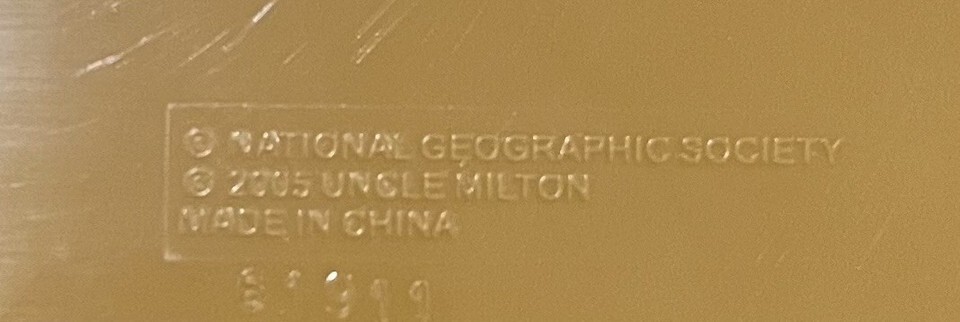 © NATIONAL GEOGRAPHIC SOCIETY
© 2005 UNCLE MILTON
MADE IN CHINA